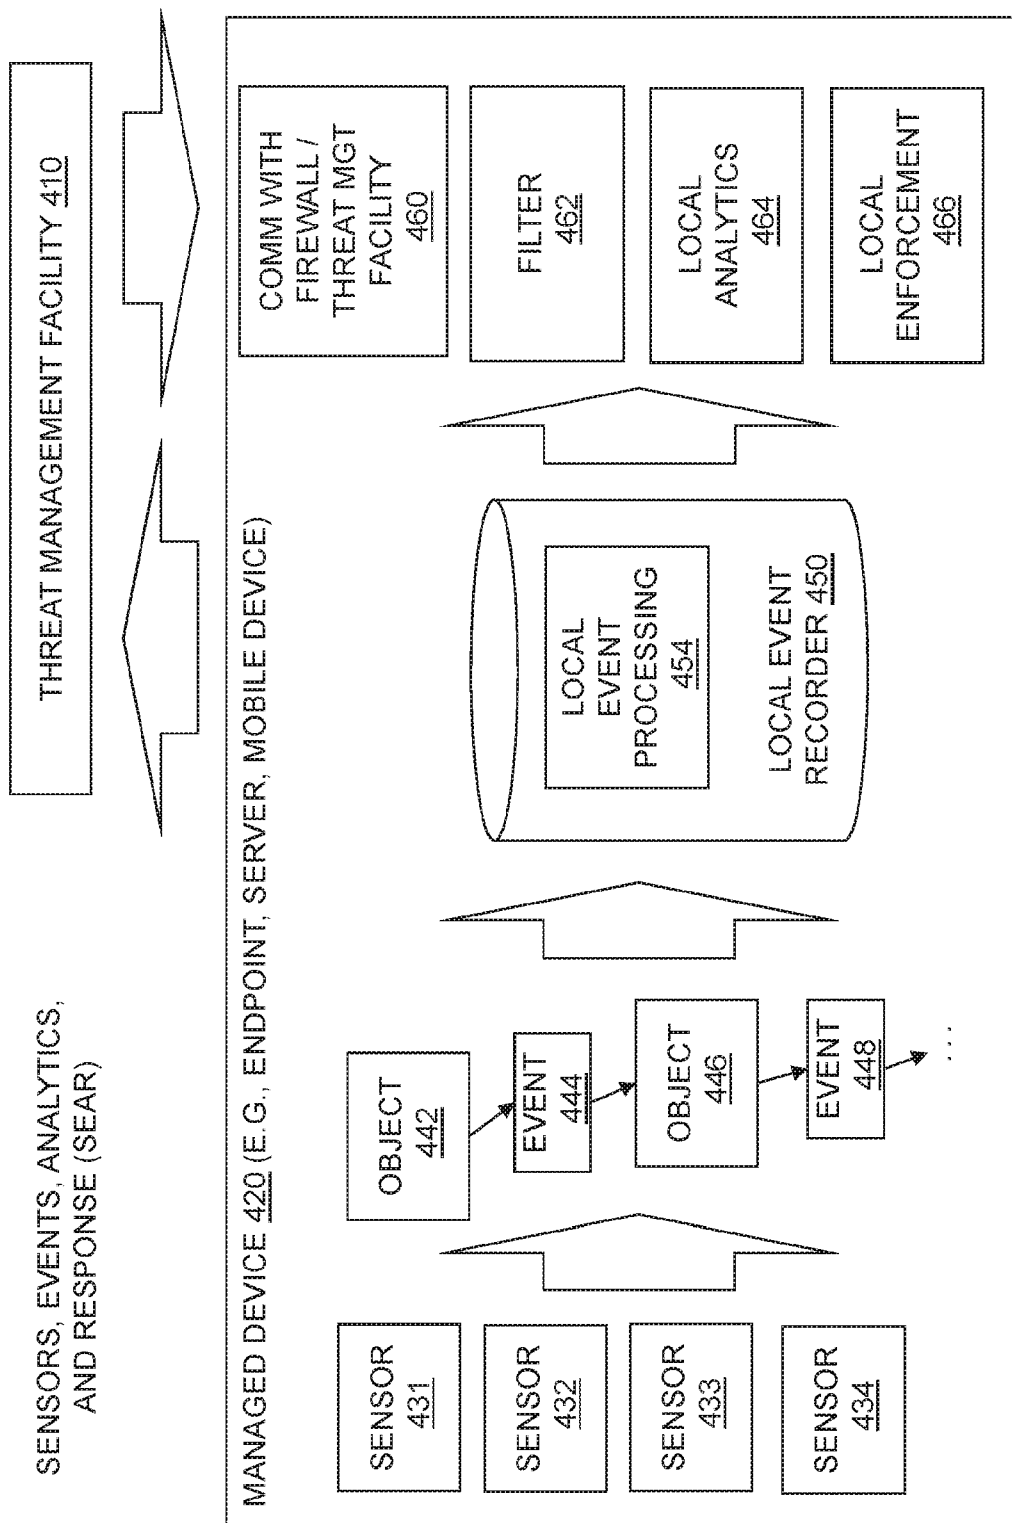 SENSORS, EVENTS, ANALYTICS,
AND RESPONSE (SEAR)
THREAT MANAGEMENT FACILITY 410
MANAGED DEVICE 420 (E.G., ENDPOINT, SERVER, MOBILE DEVICE)
SENSOR
431
SENSOR
432
SENSOR
433
SENSOR
434
OBJECT
442
EVENT
444
OBJECT
446
EVENT
448
. . .
LOCAL
EVENT
PROCESSING
454
LOCAL EVENT
RECORDER 450
COMM WITH
FIREWALL /
THREAT MGT
FACILITY
460
FILTER
462
LOCAL
ANALYTICS
464
LOCAL
ENFORCEMENT
466